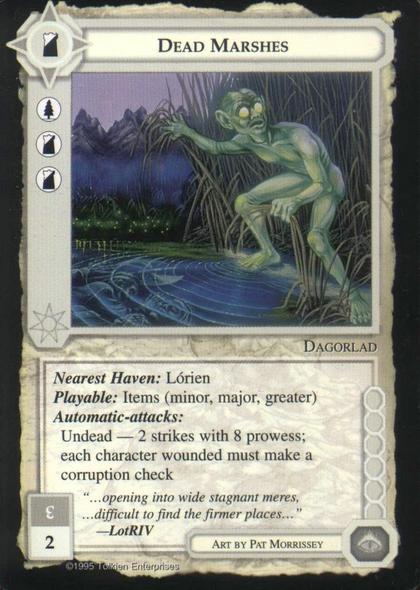 DEAD MARSHES
DAGORLAD
Nearest Haven: Lórien
Playable: Items (minor, major, greater)
Automatic-attacks:
Undead — 2 strikes with 8 prowess;
each character wounded must make a
corruption check
“...opening into wide stagnant meres,
...difficult to find the firmer places...”
—LotRIV
3
2
ART BY PAT MORRISSEY
©1995 Tolkien Enterprises